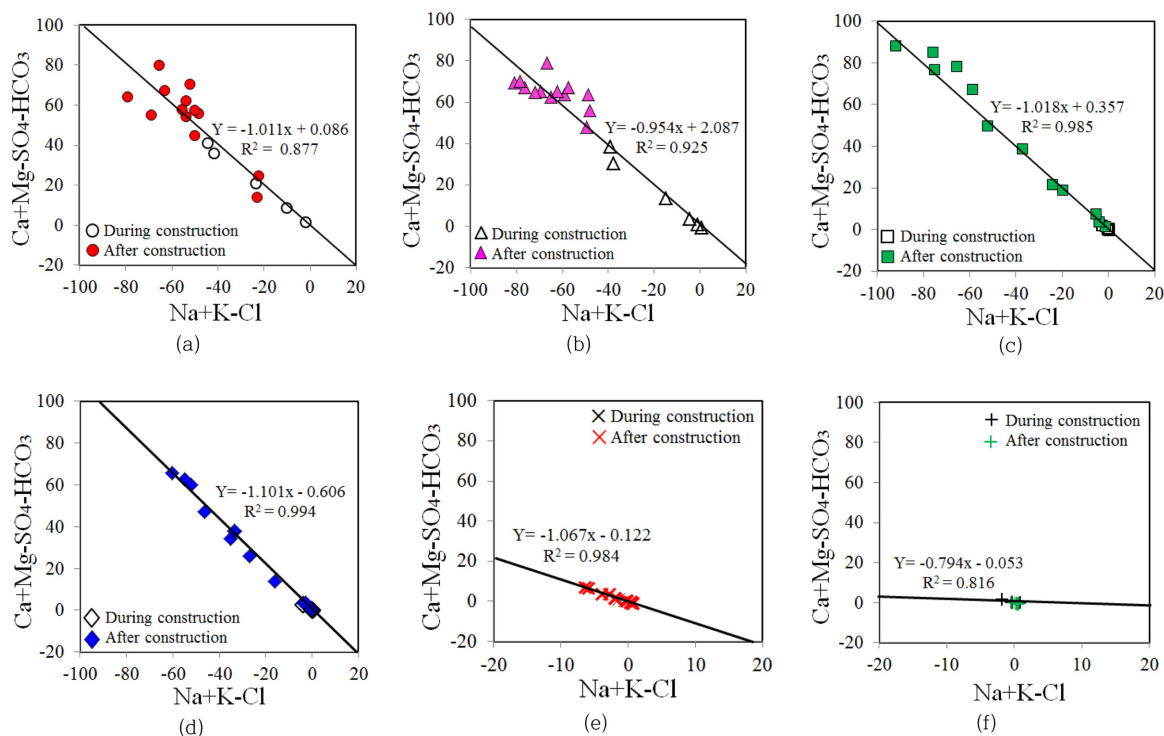 Ca+Mg-SO4-HCO3
100
80
60
40
20
0
-20
Y = -1.011x + 0.086
R² = 0.877
During construction
After construction
-100 -80 -60 -40 -20 0 20
Na+K-Cl
(a)
Ca+Mg-SO4-HCO3
100
80
60
40
20
0
-20
Y = -0.954x + 2.087
R² = 0.925
During construction
After construction
-100 -80 -60 -40 -20 0 20
Na+K-Cl
(b)
Ca+Mg-SO4-HCO3
100
80
60
40
20
0
-20
Y = -1.018x + 0.357
R² = 0.985
During construction
After construction
-100 -80 -60 -40 -20 0 20
Na+K-Cl
(c)
Ca+Mg-SO4-HCO3
100
80
60
40
20
0
-20
Y= -1.101x - 0.606
R² = 0.994
During construction
After construction
-100 -80 -60 -40 -20 0 20
Na+K-Cl
(d)
Ca+Mg-SO4-HCO3
100
80
60
40
20
0
-20
During construction
After construction
Y= -1.067x - 0.122
R² = 0.984
-20 -10 0 10 20
Na+K-Cl
(e)
Ca+Mg-SO4-HCO3
100
80
60
40
20
0
-20
During construction
After construction
Y= -0.794x - 0.053
R² = 0.816
-20 -10 0 10 20
Na+K-Cl
(f)